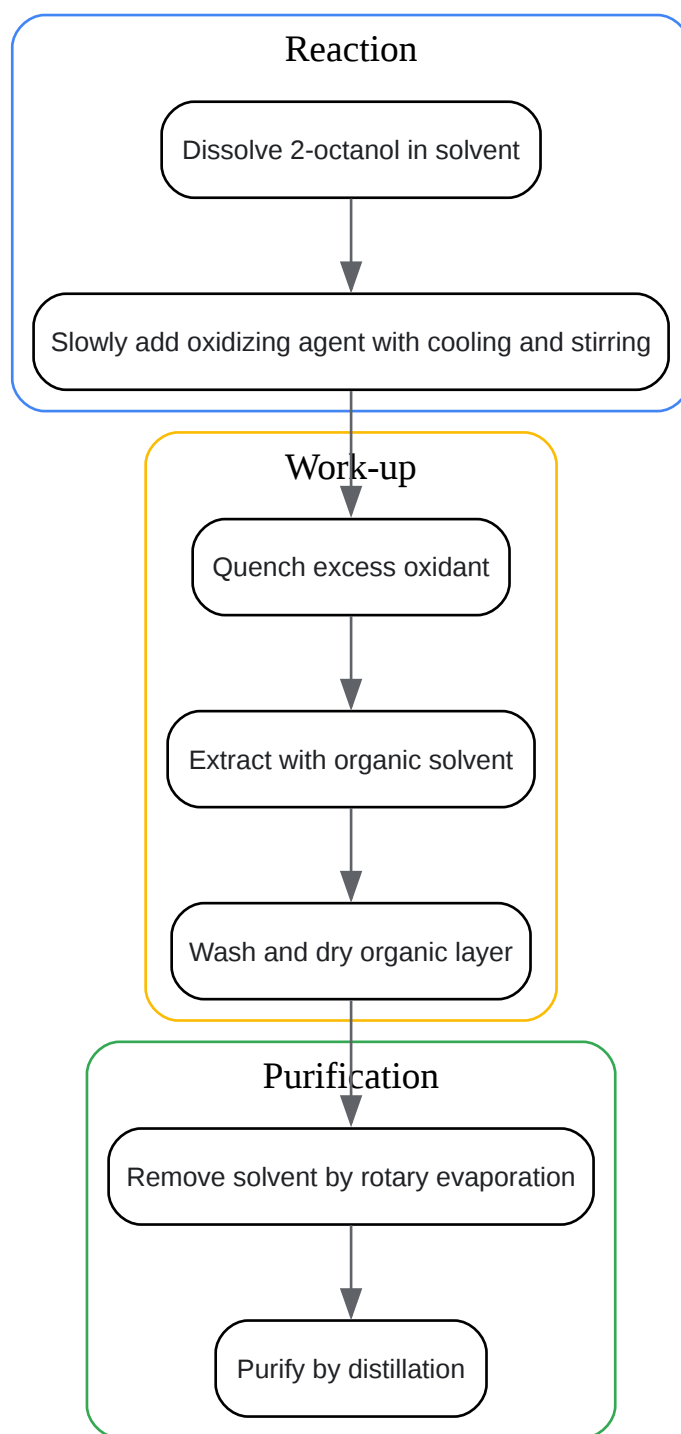 Reaction
Dissolve 2-octanol in solvent
Slowly add oxidizing agent with cooling and stirring
Work-up
Quench excess oxidant
Extract with organic solvent
Wash and dry organic layer
Purification
Remove solvent by rotary evaporation
Purify by distillation